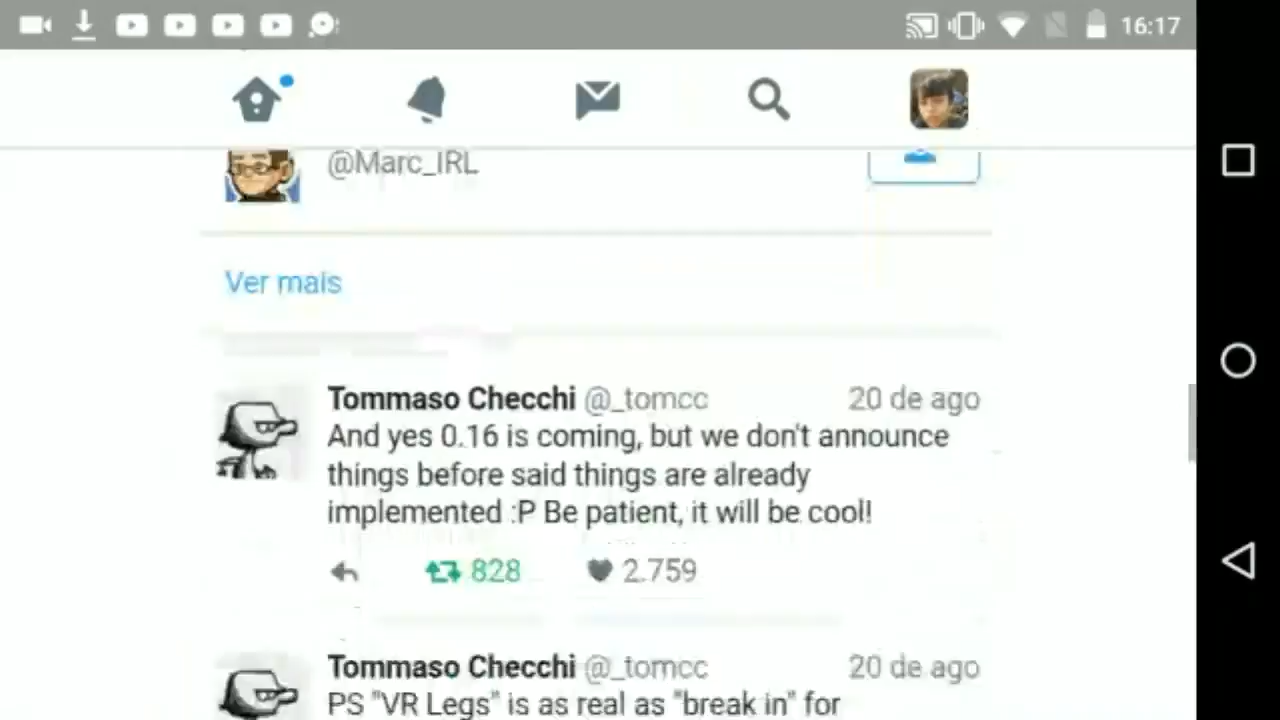 16:17
@Marc_IRL
Ver mais
Tommaso Checchi @_tomcc 20 de ago
And yes 0.16 is coming, but we don't announce
things before said things are already
implemented :P Be patient, it will be cool!
828 2.759
Tommaso Checchi @_tomcc 20 de ago
PS "VR Legs" is as real as "break in" for